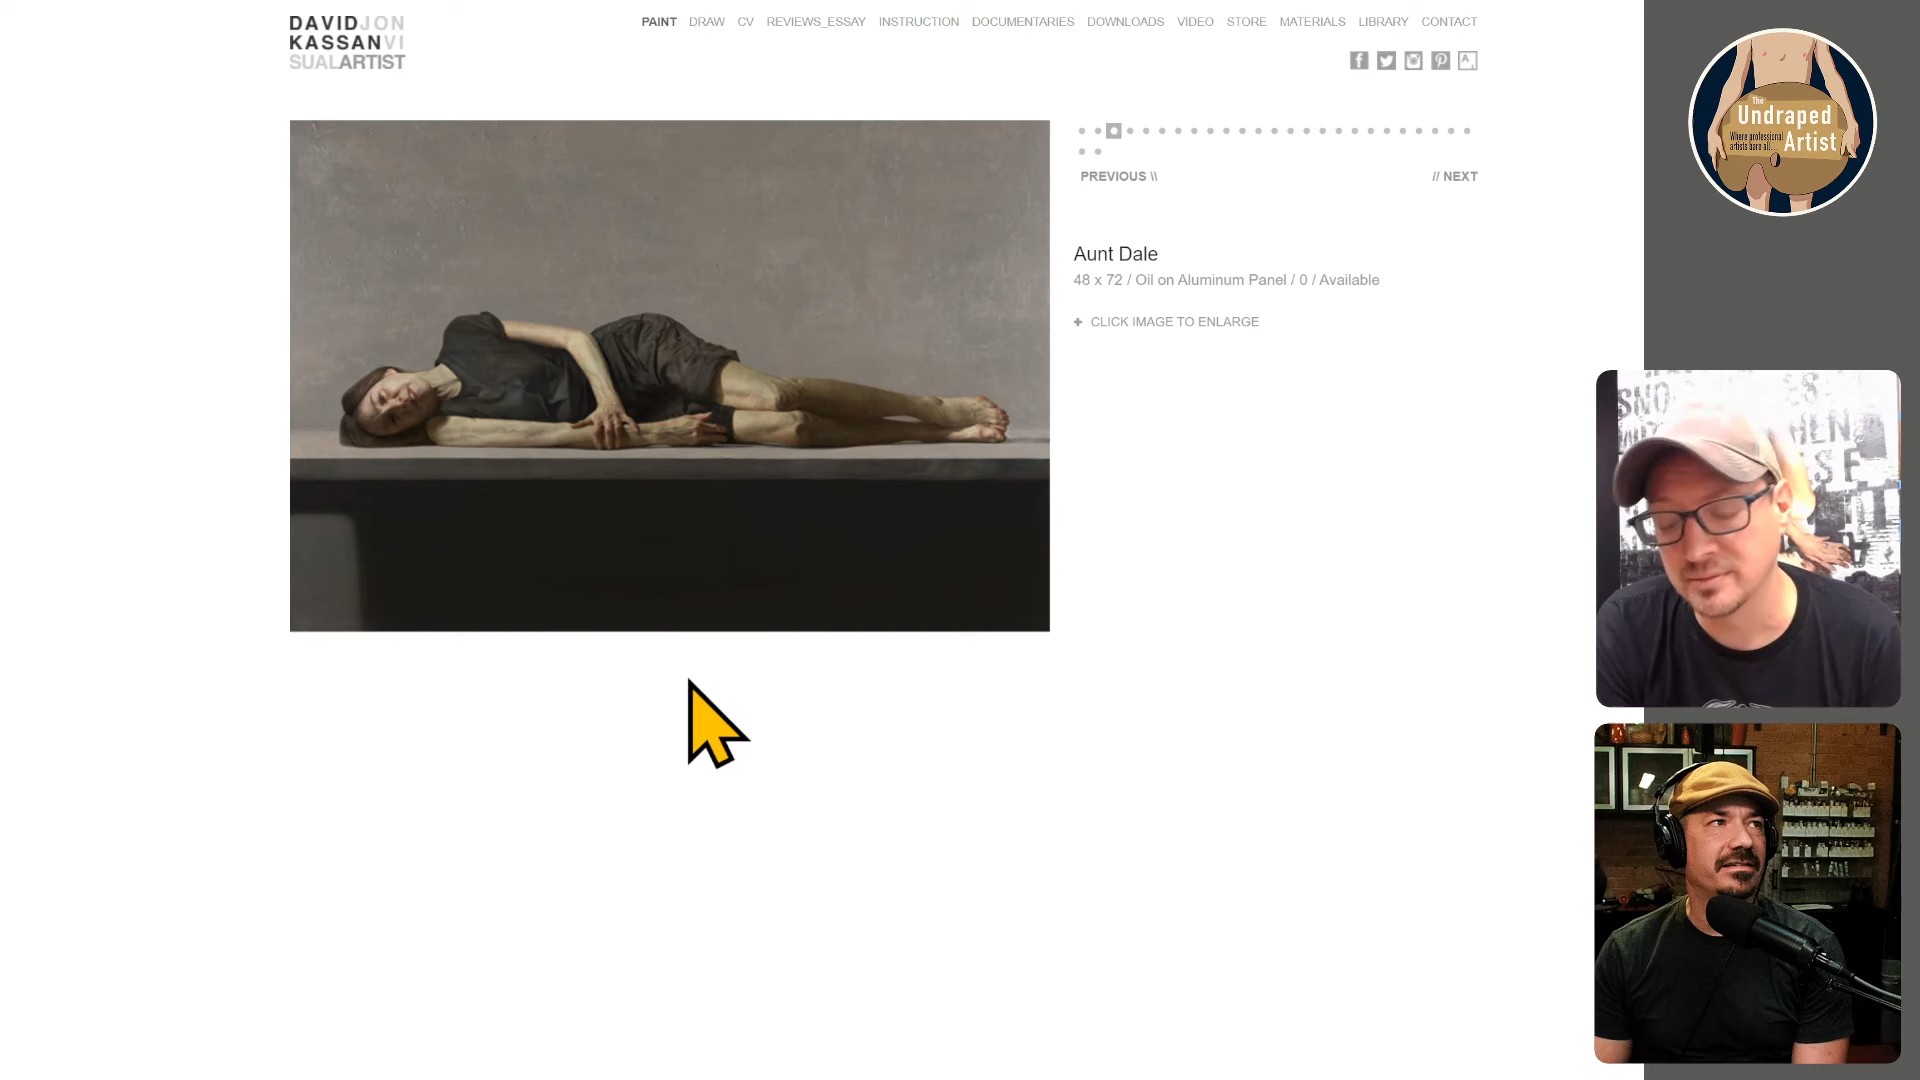 DAVIDJON
KASSANVI
SUALARTIST
PAINT DRAW CV REVIEWS_ESSAY INSTRUCTION DOCUMENTARIES DOWNLOADS VIDEO STORE MATERIALS LIBRARY CONTACT
PREVIOUS \\
// NEXT
Aunt Dale
48 x 72 / Oil on Aluminum Panel / 0 / Available
+ CLICK IMAGE TO ENLARGE
The
Undraped
Where professional
artists bare all...
Artist